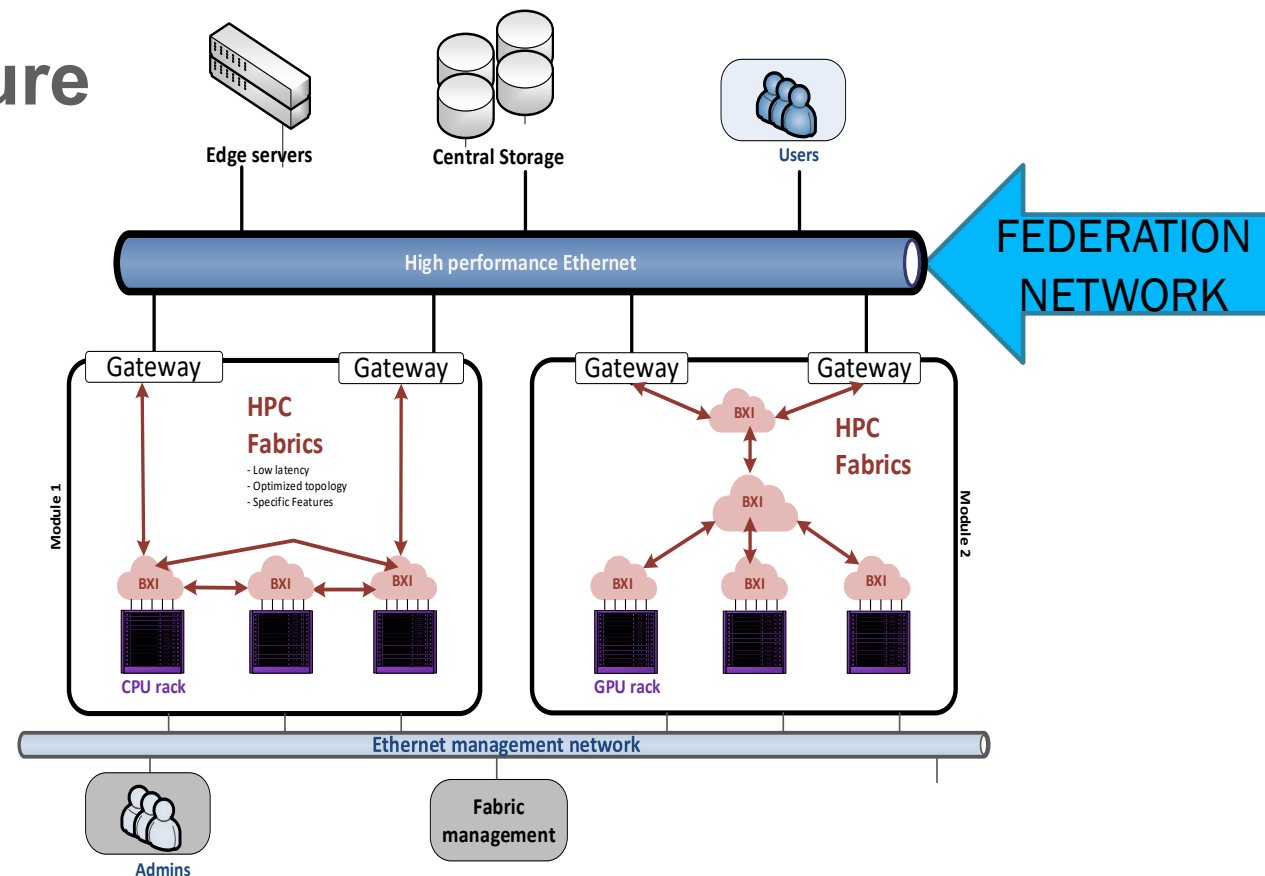 ure
Edge servers
Central Storage
Users
High performance Ethernet
FEDERATION
NETWORK
Gateway
Gateway
Gateway
Gateway
HPC
Fabrics
- Low latency
- Optimized topology
- Specific Features
BXI
HPC
Fabrics
BXI
Module 1
Module 2
BXI
BXI
BXI
BXI
BXI
BXI
CPU rack
GPU rack
Ethernet management network
Fabric
management
Admins